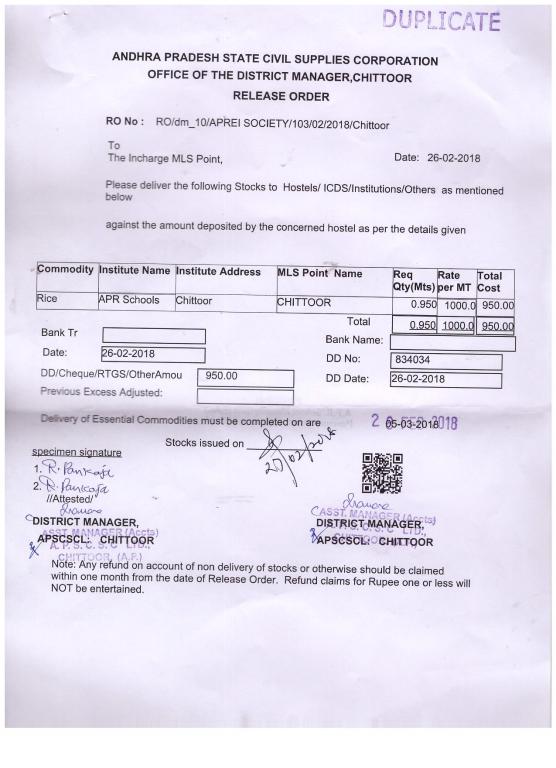 DUPLICATE
ANDHRA PRADESH STATE CIVIL SUPPLIES CORPORATION
OFFICE OF THE DISTRICT MANAGER,CHITTOOR
RELEASE ORDER
RO No : RO/dm_10/APREI SOCIETY/103/02/2018/Chittoor
To
The Incharge MLS Point, Date: 26-02-2018
Please deliver the following Stocks to Hostels/ ICDS/Institutions/Others as mentioned
below
against the amount deposited by the concerned hostel as per the details given
Commodity Institute Name Institute Address MLS Point Name Req Qty(Mts) Rate per MT Total Cost
Rice APR Schools Chittoor CHITTOOR 0.950 1000.0 950.00
Total 0.950 1000.0 950.00
Bank Tr Bank Name:
Date: 26-02-2018 DD No: 834034
DD/Cheque/RTGS/OtherAmou 950.00 DD Date: 26-02-2018
Previous Excess Adjusted:
Delivery of Essential Commodities must be completed on are 05-03-2018
Stocks issued on
specimen signature
1. R. Pankaja
2. R. Pankaja
//Attested/
DISTRICT MANAGER, DISTRICT MANAGER,
ASST. MANAGER (Accts) ASST. MANAGER (Accts)
APSCSCL: CHITTOOR APSCSCL: CHITTOOR
A. P. S. C. S. C LTD.,
CHITTOOR, (A.P.)
Note: Any refund on account of non delivery of stocks or otherwise should be claimed
within one month from the date of Release Order. Refund claims for Rupee one or less will
NOT be entertained.